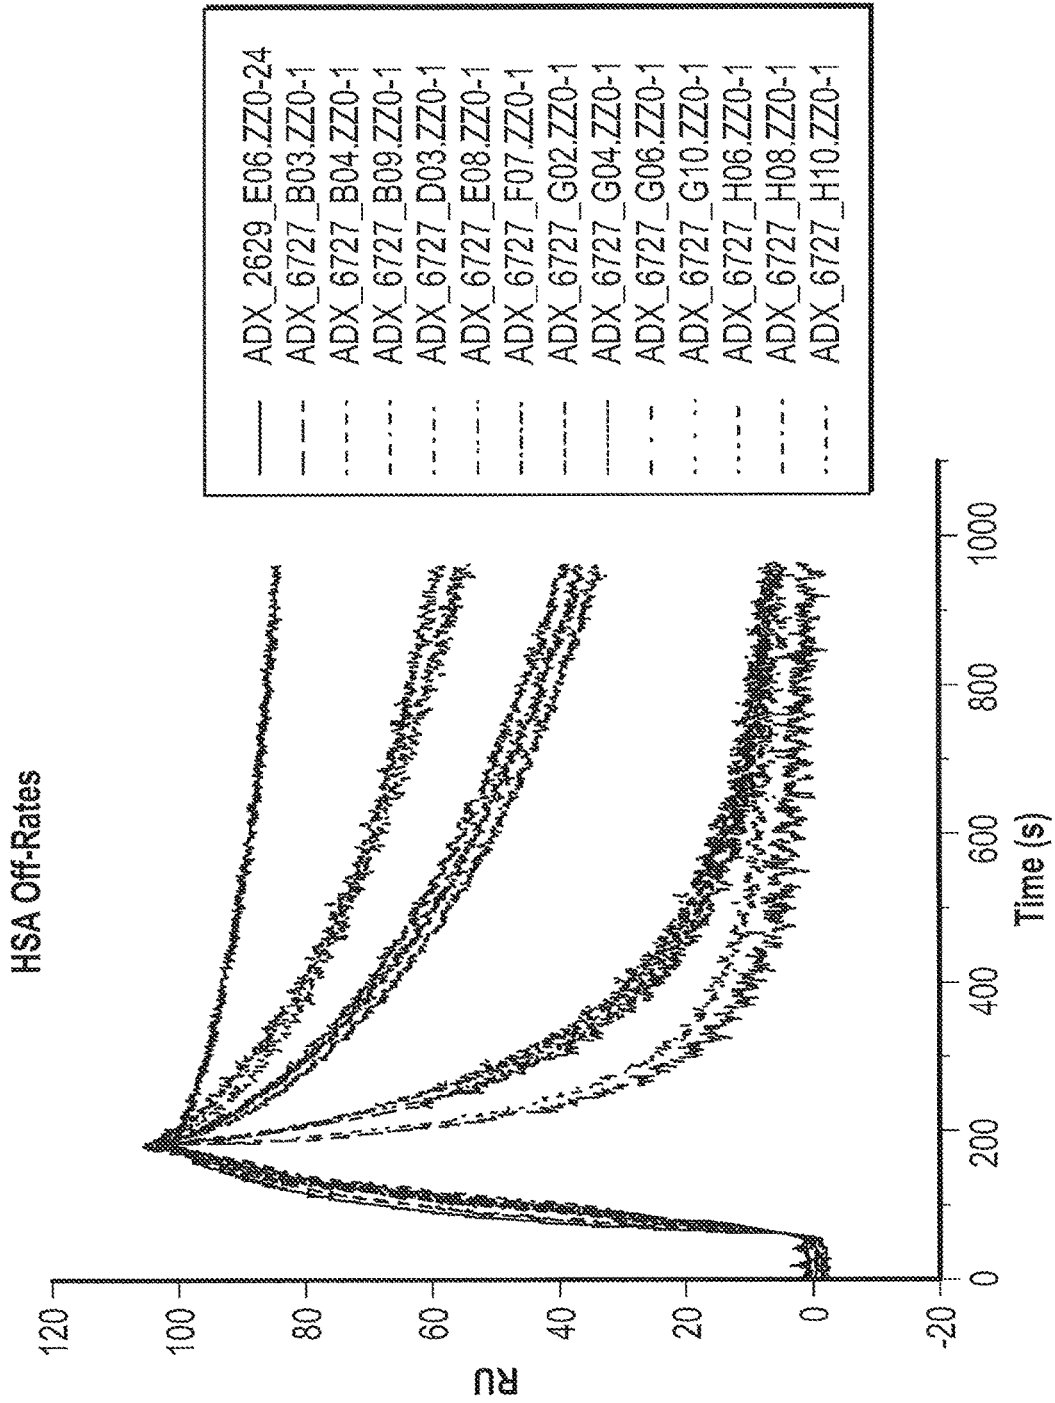 HSA Off-Rates
120
100
80
60
40
20
0
-20
RU
0
200
400
600
800
1000
Time (s)
ADX_2629_E06.ZZ0-24
ADX_6727_B03.ZZ0-1
ADX_6727_B04.ZZ0-1
ADX_6727_B09.ZZ0-1
ADX_6727_D03.ZZ0-1
ADX_6727_E08.ZZ0-1
ADX_6727_F07.ZZ0-1
ADX_6727_G02.ZZ0-1
ADX_6727_G04.ZZ0-1
ADX_6727_G06.ZZ0-1
ADX_6727_G10.ZZ0-1
ADX_6727_H06.ZZ0-1
ADX_6727_H08.ZZ0-1
ADX_6727_H10.ZZ0-1